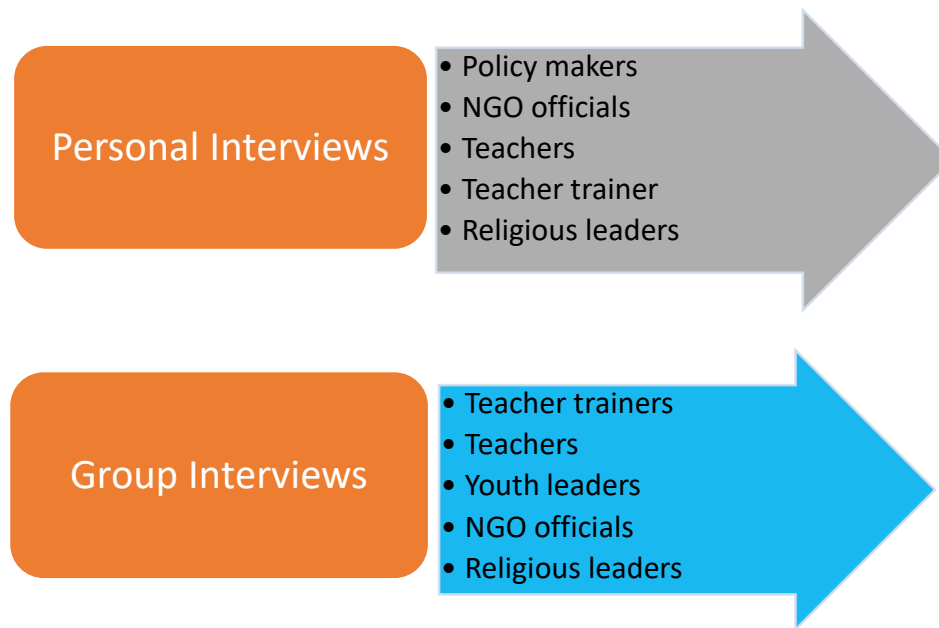 Personal Interviews
• Policy makers
• NGO officials
• Teachers
• Teacher trainer
• Religious leaders
Group Interviews
• Teacher trainers
• Teachers
• Youth leaders
• NGO officials
• Religious leaders